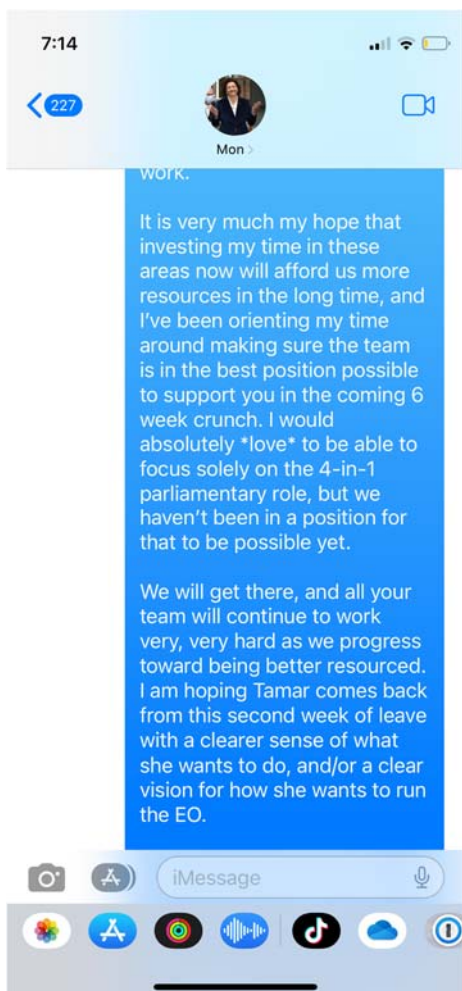 7:14
227
Mon
work.
It is very much my hope that
investing my time in these
areas now will afford us more
resources in the long time, and
I've been orienting my time
around making sure the team
is in the best position possible
to support you in the coming 6
week crunch. I would
absolutely *love* to be able to
focus solely on the 4-in-1
parliamentary role, but we
haven't been in a position for
that to be possible yet.
We will get there, and all your
team will continue to work
very, very hard as we progress
toward being better resourced.
I am hoping Tamar comes back
from this second week of leave
with a clearer sense of what
she wants to do, and/or a clear
vision for how she wants to run
the EO.
iMessage